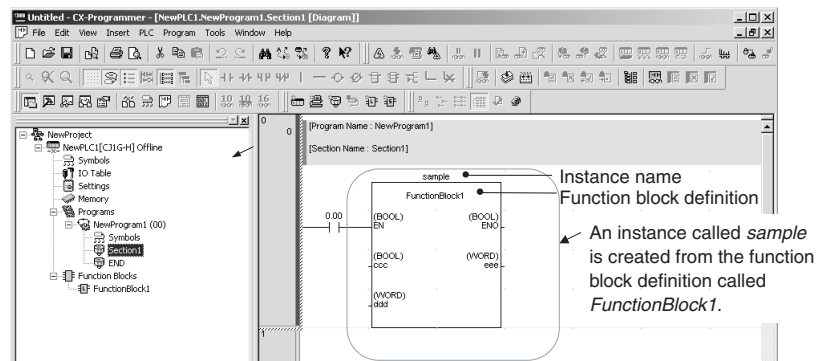 Untitled - CX-Programmer - [NewPLC1.NewProgram1.Section1 [Diagram]]
File Edit View Insert PLC Program Tools Window Help
10 10 16
NewProject
NewPLC1[CJ1G-H] Offline
Symbols
IO Table
Settings
Memory
Programs
NewProgram1 (00)
Symbols
Section1
END
Function Blocks
FunctionBlock1
0
0
[Program Name : NewProgram1]
[Section Name : Section1]
sample
Instance name
FunctionBlock1
Function block definition
0.00
(BOOL)
EN
(BOOL)
ENO
(BOOL)
ccc
(WORD)
eee
(WORD)
ddd
An instance called sample
is created from the function
block definition called
FunctionBlock1.
1